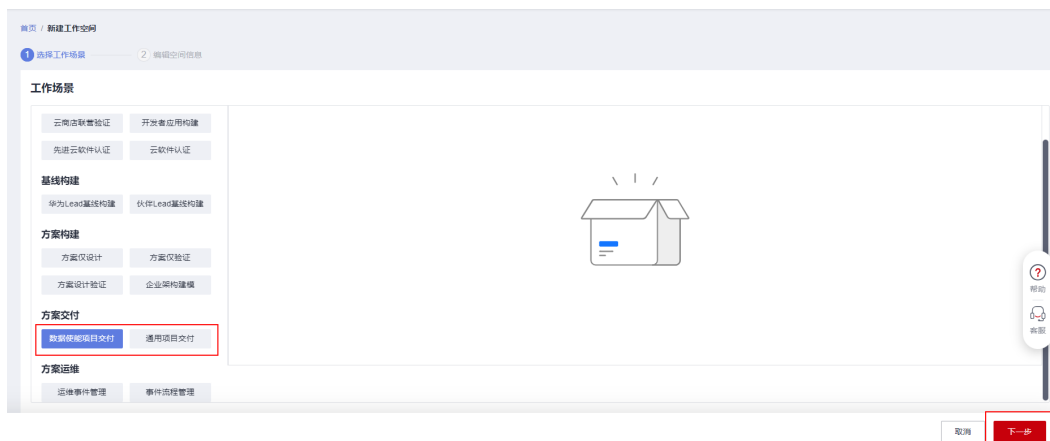 首页 / 新建工作空间
1 选择工作场景 2 编辑空间信息
工作场景
云商店联营验证 开发者应用构建
先进云软件认证 云软件认证
基线构建
华为Lead基线构建 伙伴Lead基线构建
方案构建
方案仅设计 方案仅验证
方案设计验证 企业架构建模
方案交付
数据使能项目交付 通用项目交付
方案运维
运维事件管理 事件流程管理
?
帮助
客服
取消 下一步